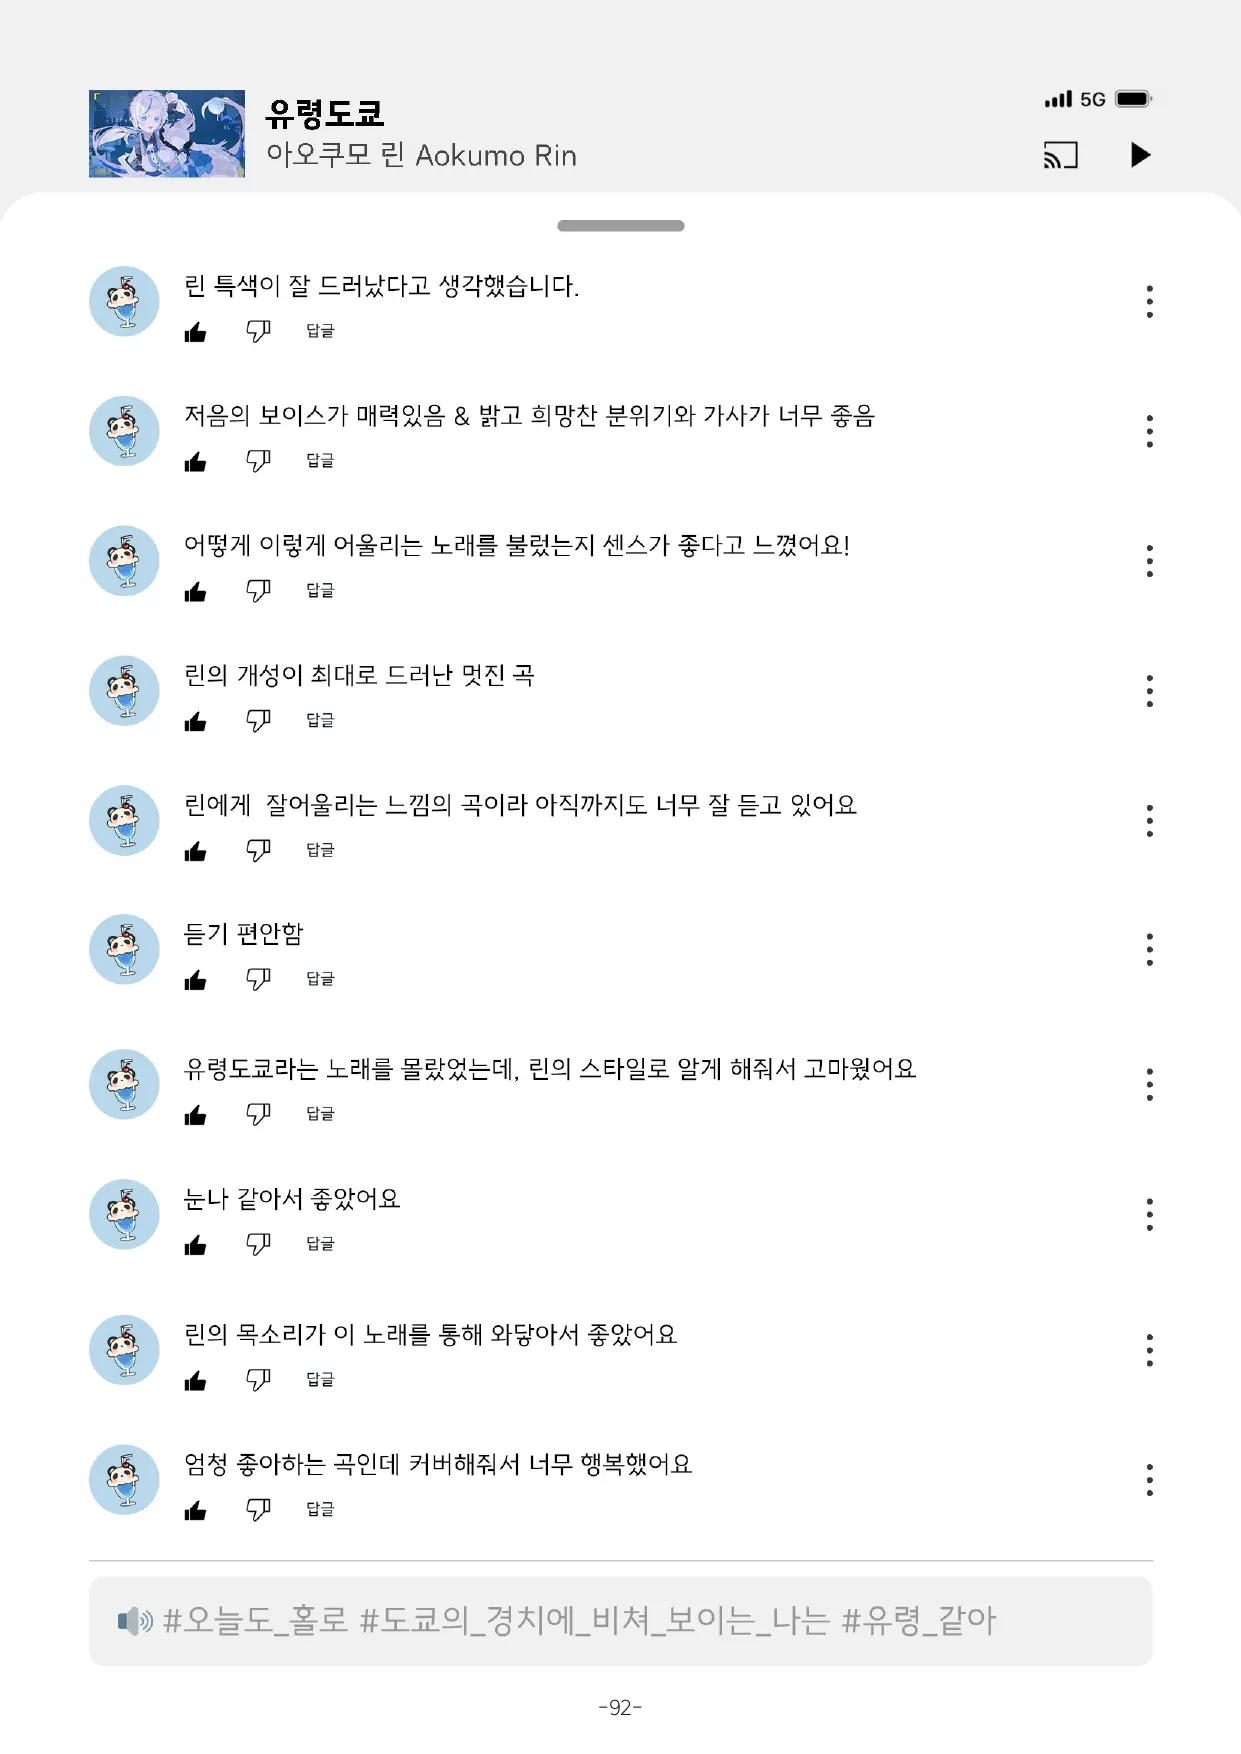 유령도쿄
아오쿠모 린 Aokumo Rin
5G
린 특색이 잘 드러났다고 생각했습니다.
답글
저음의 보이스가 매력있음 & 밝고 희망찬 분위기와 가사가 너무 좋음
답글
어떻게 이렇게 어울리는 노래를 불렀는지 센스가 좋다고 느꼈어요!
답글
린의 개성이 최대로 드러난 멋진 곡
답글
린에게  잘어울리는 느낌의 곡이라 아직까지도 너무 잘 듣고 있어요
답글
듣기 편안함
답글
유령도쿄라는 노래를 몰랐었는데, 린의 스타일로 알게 해줘서 고마웠어요
답글
눈나 같아서 좋았어요
답글
린의 목소리가 이 노래를 통해 와닿아서 좋았어요
답글
엄청 좋아하는 곡인데 커버해줘서 너무 행복했어요
답글
#오늘도_홀로 #도쿄의_경치에_비쳐_보이는_나는 #유령_같아
-92-